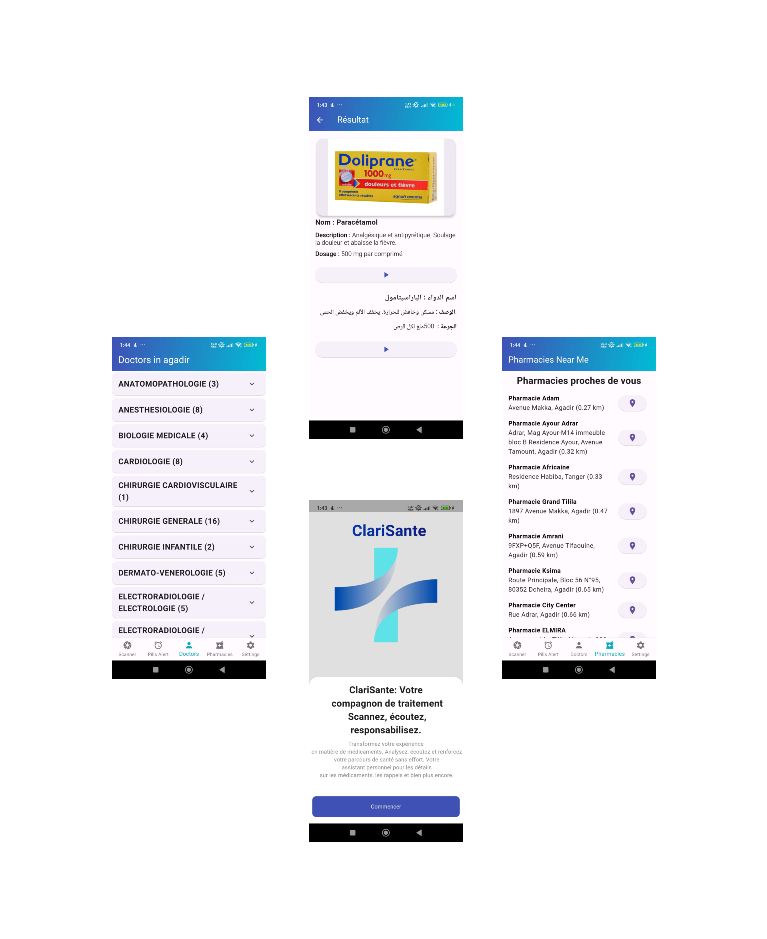 1:43
Résultat
Doliprane
1000mg
douleurs et fièvre
Nom : Paracétamol
Description : Analgésique et antipyrétique. Soulage
la douleur et abaisse la fièvre.
Dosage : 500 mg par comprimé
اسم الدواء : الباراسيتامول
الوصف : مسكن وخافض للحرارة. يخفف الألم ويخفض الحمى.
الجرعة : 500ملغ لكل قرص
1:44
Doctors in agadir
ANATOMOPATHOLOGIE (3)
ANESTHESIOLOGIE (8)
BIOLOGIE MEDICALE (4)
CARDIOLOGIE (8)
CHIRURGIE CARDIOVISCULAIRE
(1)
CHIRURGIE GENERALE (16)
CHIRURGIE INFANTILE (2)
DERMATO-VENEROLOGIE (5)
ELECTRORADIOLOGIE /
ELECTROLOGIE (5)
ELECTRORADIOLOGIE /
Scanner Pills Alert Doctors Pharmacies Settings
1:43
ClariSante
ClariSante: Votre
compagnon de traitement
Scannez, écoutez,
responsabilisez.
Transformez votre expérience
en matière de médicaments. Analysez, écoutez et renforcez
votre parcours de santé sans effort. Votre
assistant personnel pour les détails
sur les médicaments, les rappels et bien plus encore.
Commencer
1:44
Pharmacies Near Me
Pharmacies proches de vous
Pharmacie Adam
Avenue Makka, Agadir (0.27 km)
Pharmacie Ayour Adrar
Adrar, Mag Ayour M14 immeuble
bloc B Residence Ayour, Avenue
Tamount, Agadir (0.32 km)
Pharmacie Africaine
Residence Habiba, Tanger (0.33
km)
Pharmacie Grand Tilila
1897 Avenue Makka, Agadir (0.47
km)
Pharmacie Amrani
9FXP+Q5F, Avenue Tifaouine,
Agadir (0.59 km)
Pharmacie Ksima
Route Principale, Bloc 56 N°95,
80352 Dcheira, Agadir (0.65 km)
Pharmacie City Center
Rue Adrar, Agadir (0.66 km)
Pharmacie ELMIRA
Scanner Pills Alert Doctors Pharmacies Settings